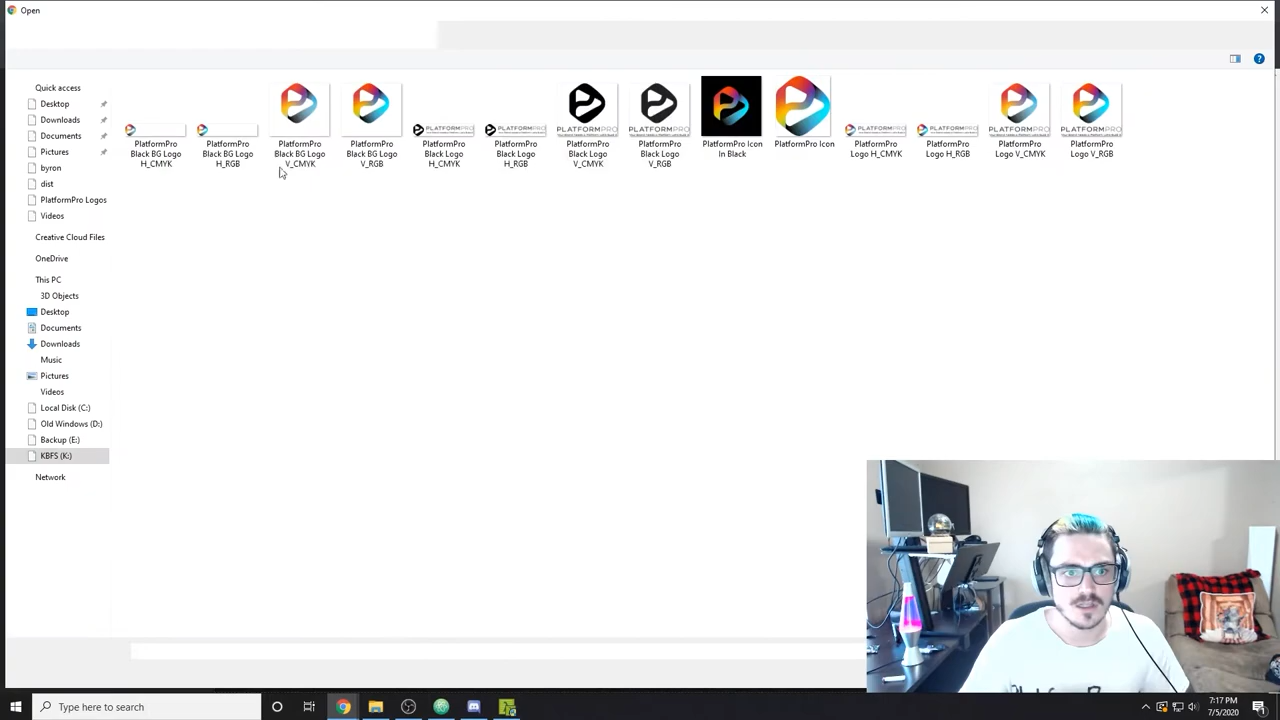 Open
Quick access
Desktop
Downloads
Documents
Pictures
byron
dist
PlatformPro Logos
Videos
Creative Cloud Files
OneDrive
This PC
3D Objects
Desktop
Documents
Downloads
Music
Pictures
Videos
Local Disk (C:)
Old Windows (D:)
Backup (E:)
KBFS (K:)
Network
PlatformPro
Black BG Logo
H_CMYK
PlatformPro
Black BG Logo
H_RGB
PlatformPro
Black BG Logo
V_CMYK
PlatformPro
Black BG Logo
V_RGB
PLATFORMPRO
PlatformPro
Black Logo
H_CMYK
PLATFORMPRO
PlatformPro
Black Logo
H_RGB
PLATFORMPRO
PlatformPro
Black Logo
V_CMYK
PLATFORMPRO
PlatformPro
Black Logo
V_RGB
PlatformPro Icon
In Black
PlatformPro Icon
PLATFORMPRO
PlatformPro
Logo H_CMYK
PLATFORMPRO
PlatformPro
Logo H_RGB
PLATFORMPRO
PlatformPro
Logo V_CMYK
PLATFORMPRO
PlatformPro
Logo V_RGB
Type here to search
7:17 PM
7/5/2020